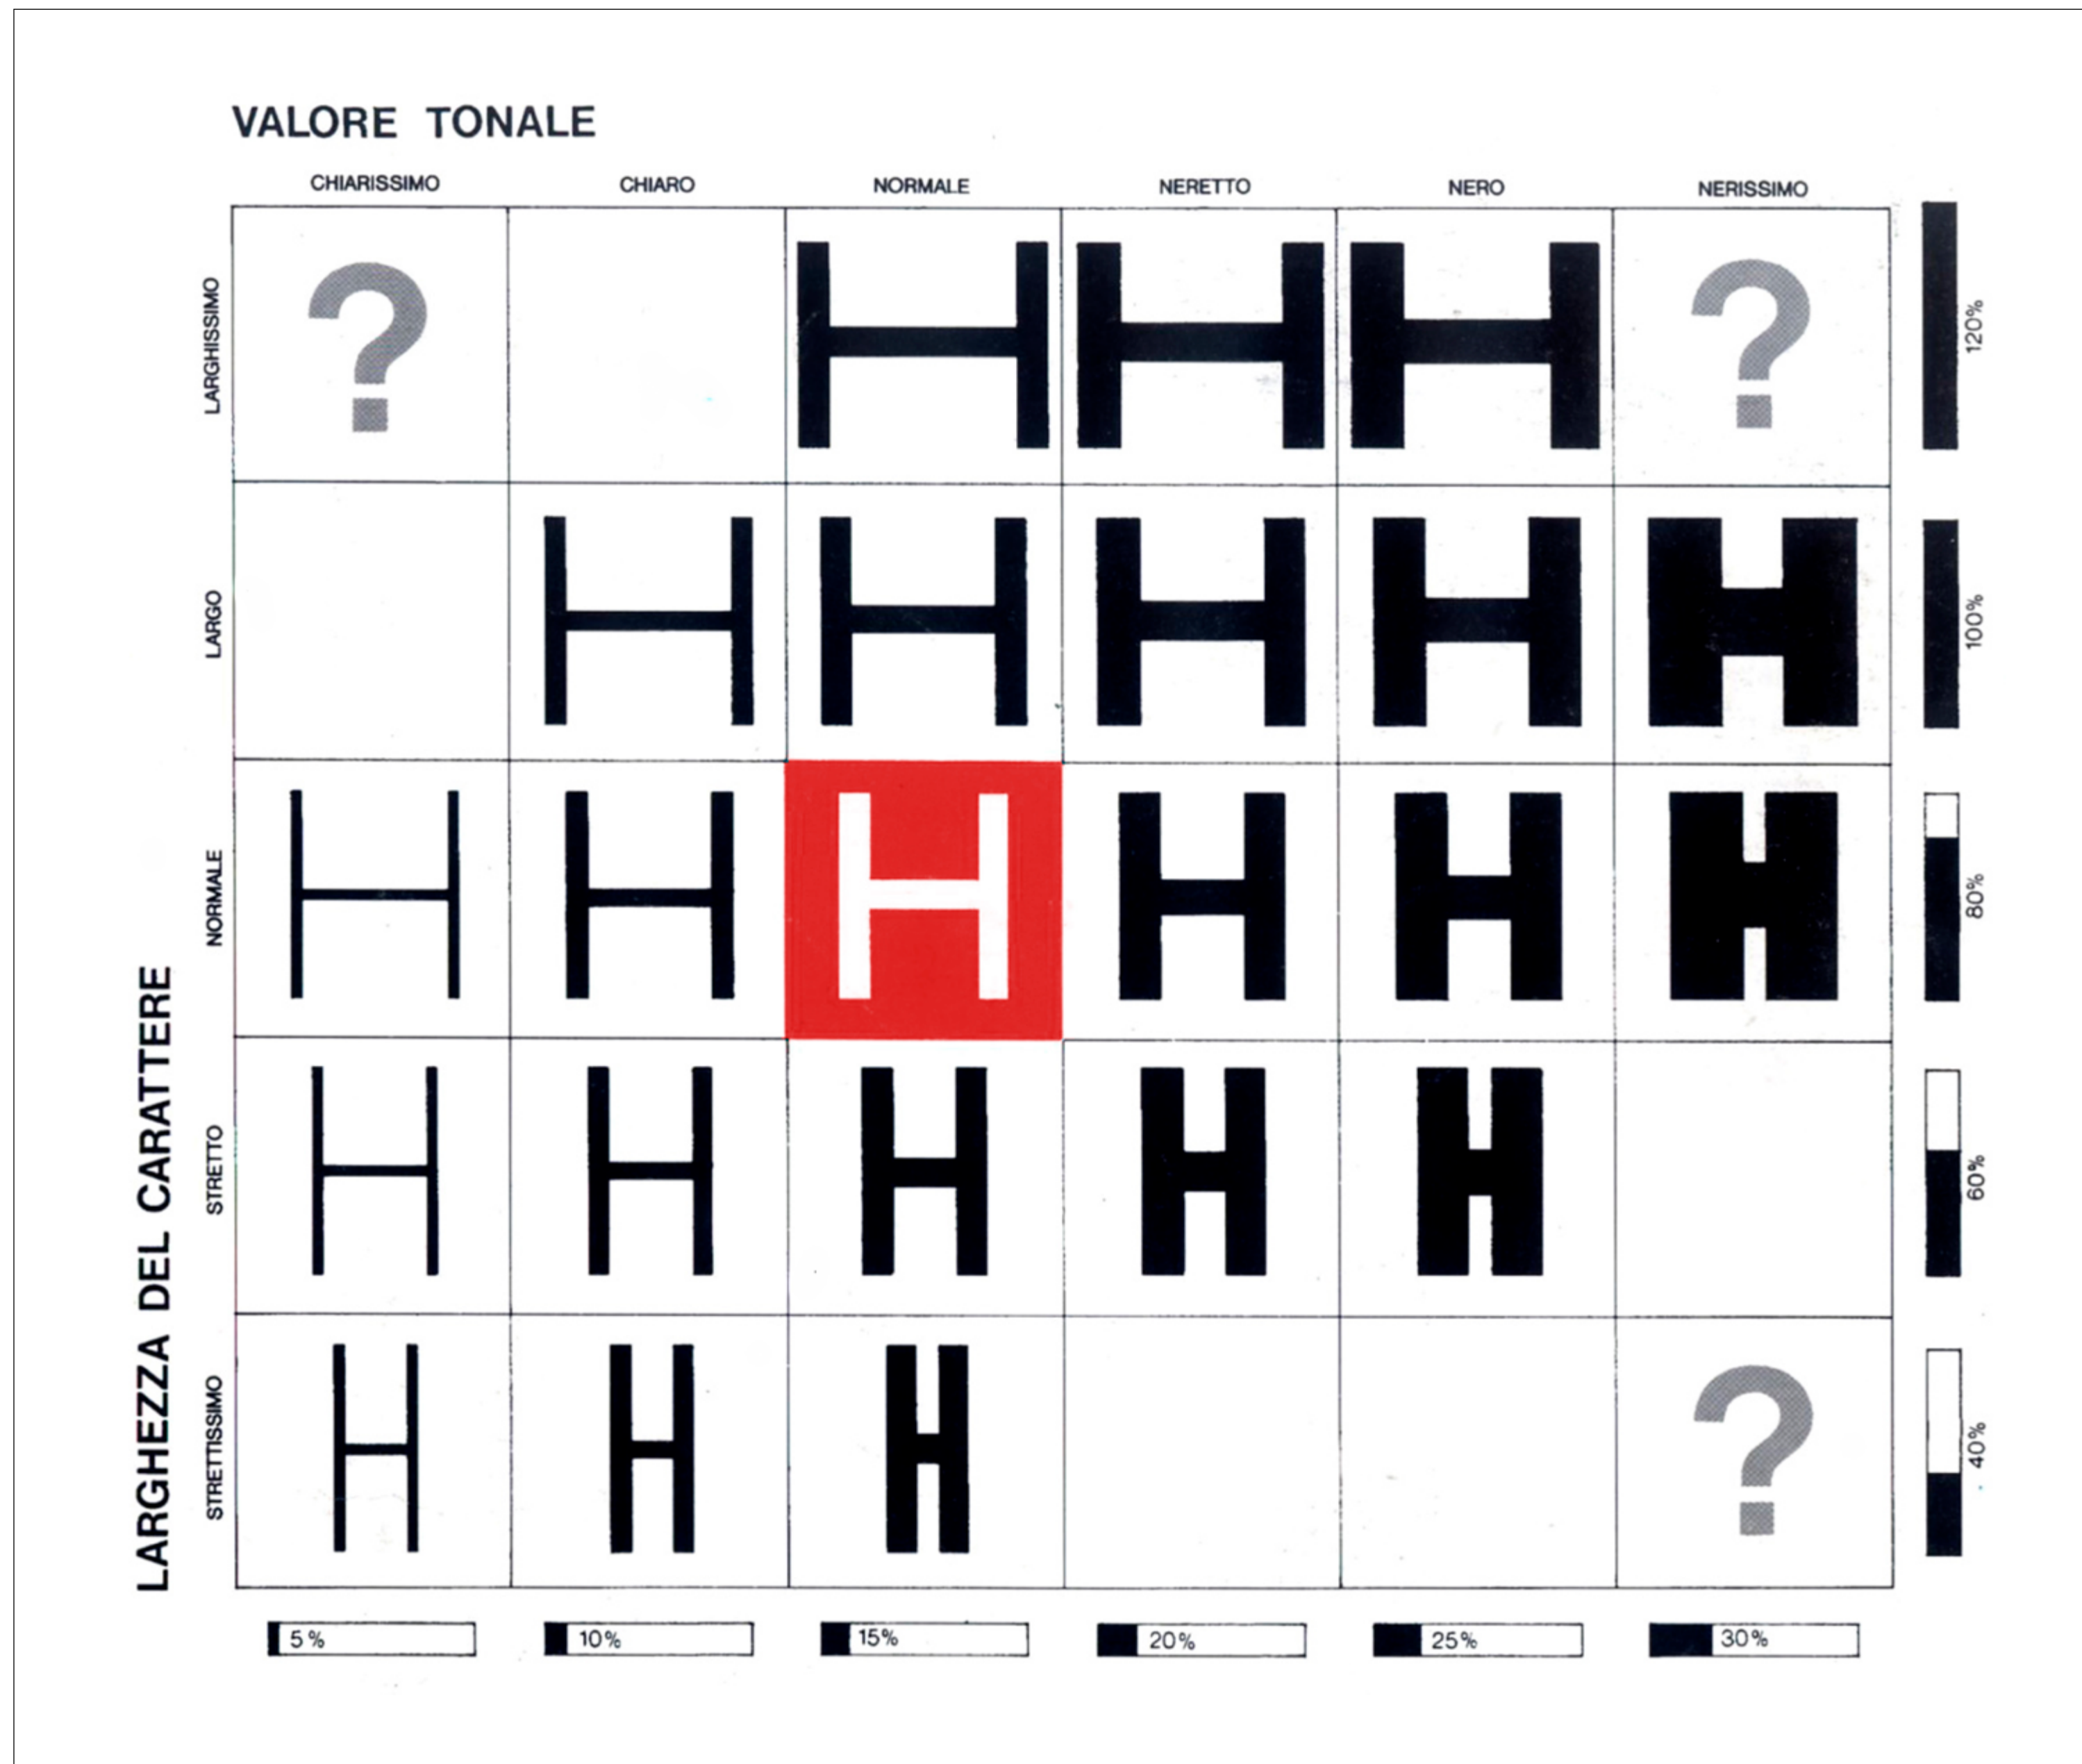 VALORE TONALE
CHIARISSIMO CHIARO NORMALE NERETTO NERO NERISSIMO
LARGHEZZA DEL CARATTERE
LARGHISSIMO
? H H H ?
120%
LARGO
H H H H H
100%
NORMALE
H H H H H H
80%
STRETTO
H H H H H
60%
STRETTISSIMO
H H H ?
40%
5% 10% 15% 20% 25% 30%